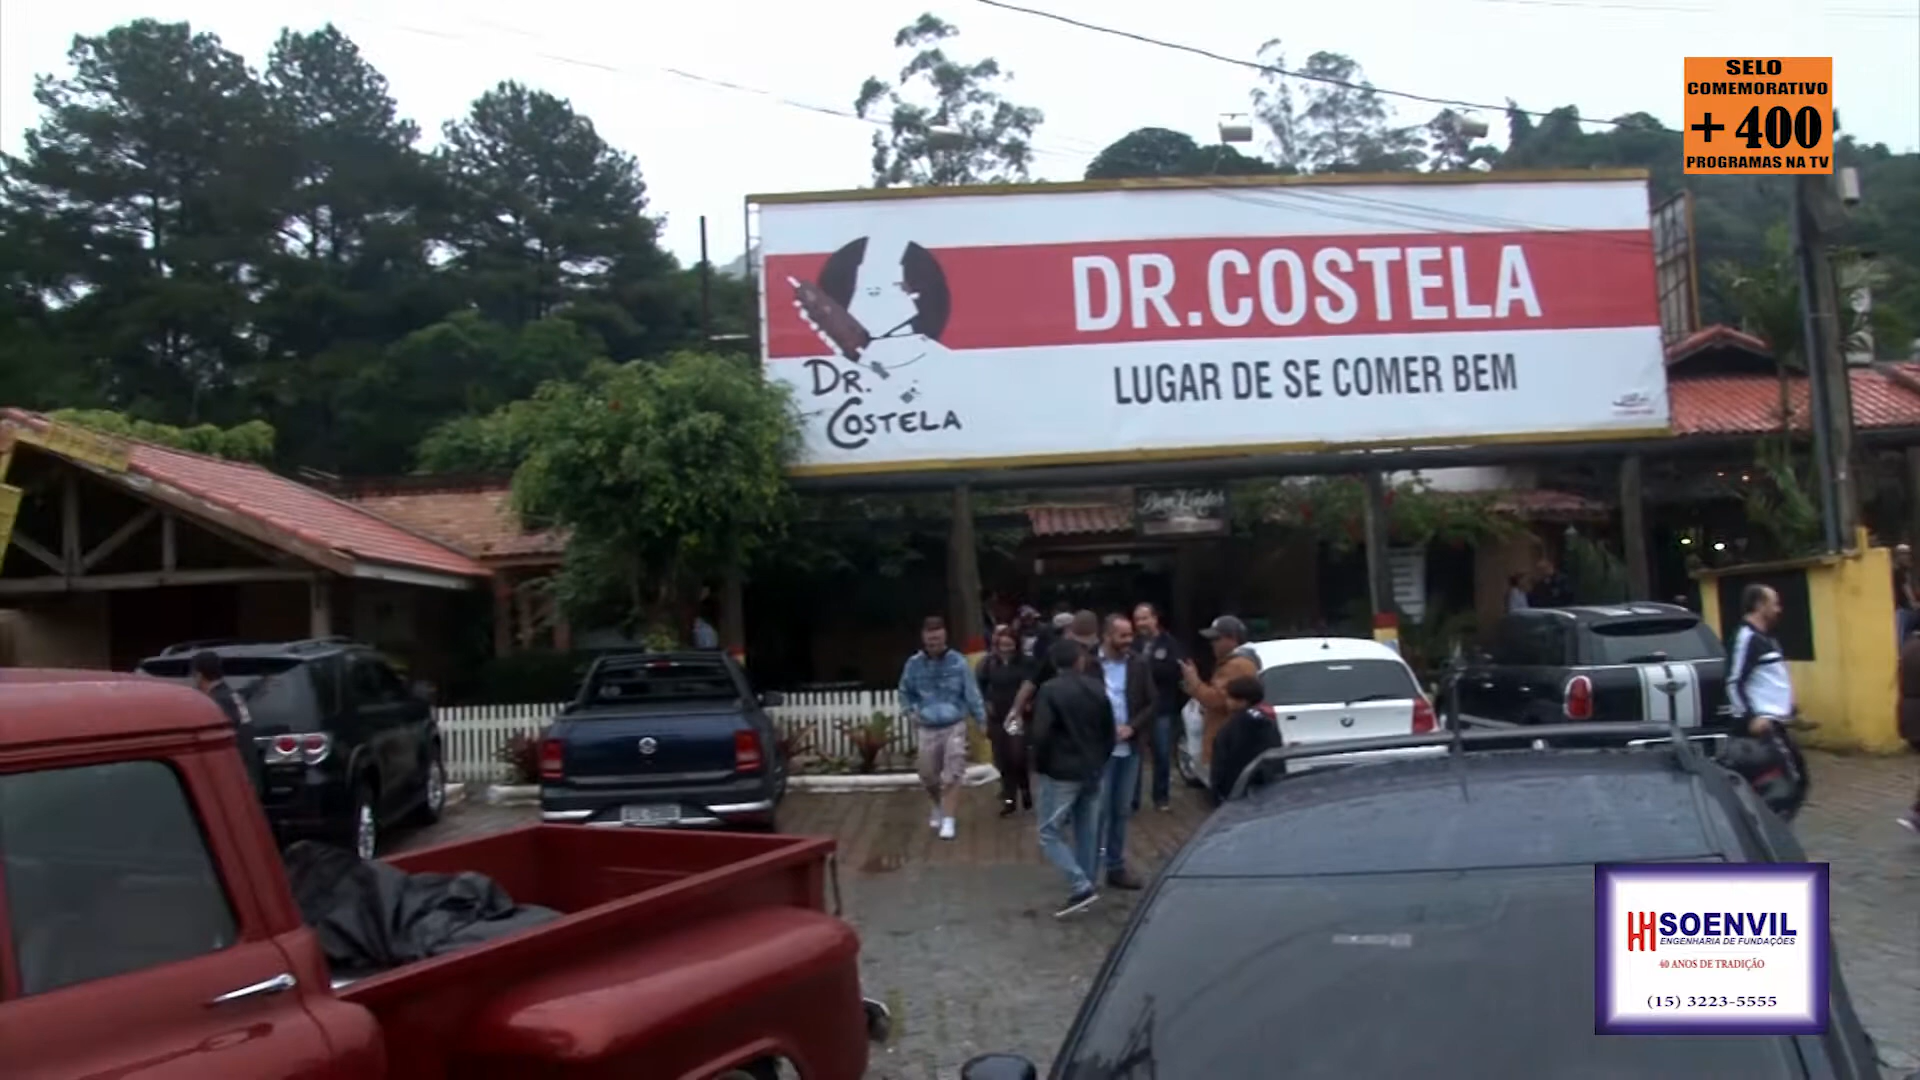 SELO
COMEMORATIVO
+ 400
PROGRAMAS NA TV
DR.COSTELA
LUGAR DE SE COMER BEM
DR.
COSTELA
SOENVIL
ENGENHARIA DE FUNDAÇÕES
40 ANOS DE TRADIÇÃO
(15) 3223-5555